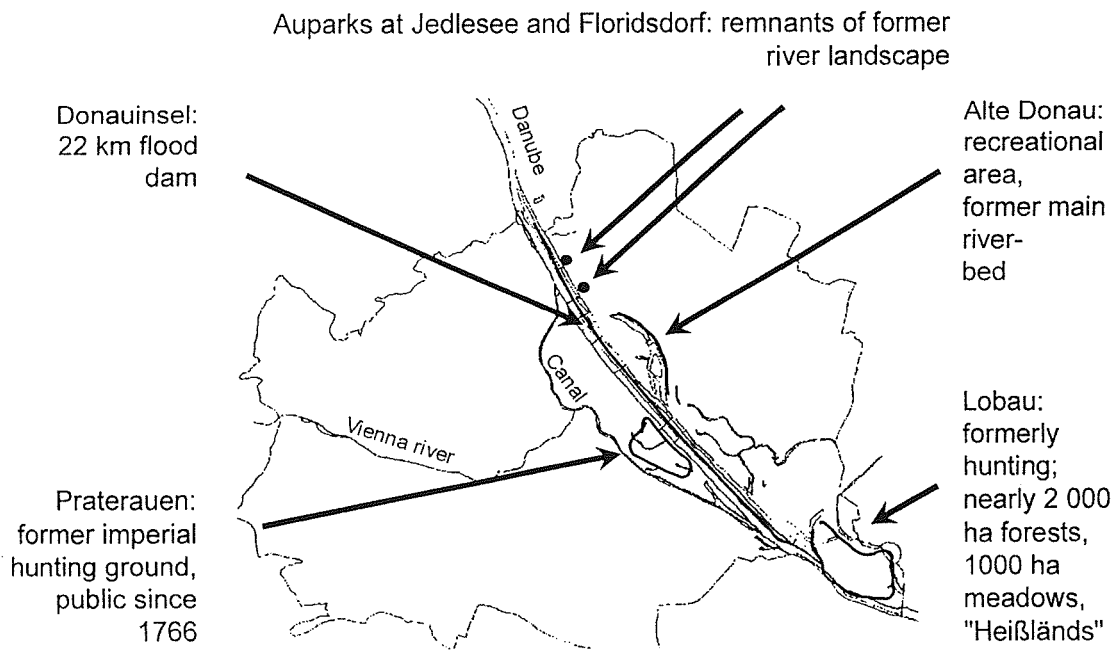 Auparks at Jedlesee and Floridsdorf: remnants of former
river landscape
Donauinsel:
22 km flood
dam
Danube
Alte Donau:
recreational
area,
former main
river-
bed
Canal
Vienna river
Praterauen:
former imperial
hunting ground,
public since
1766
Lobau:
formerly
hunting;
nearly 2 000
ha forests,
1000 ha
meadows,
"Heißländs"